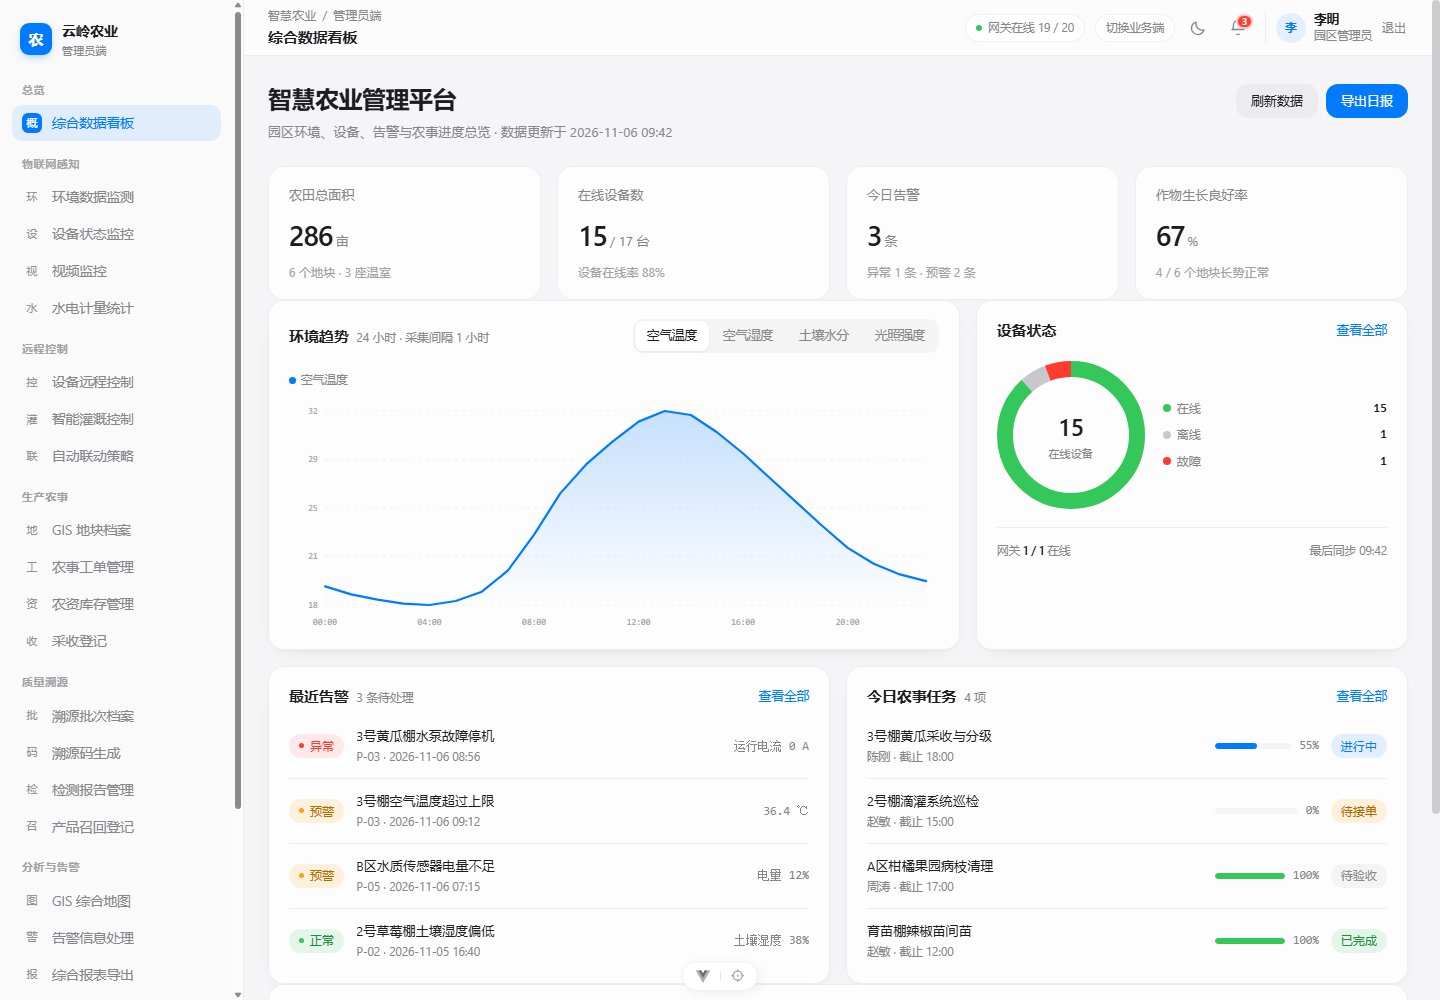 农
云岭农业
管理员端
总览
概 综合数据看板
物联网感知
环 环境数据监测
设 设备状态监控
视 视频监控
水 水电计量统计
远程控制
控 设备远程控制
灌 智能灌溉控制
联 自动联动策略
生产农事
地 GIS 地块档案
工 农事工单管理
资 农资库存管理
收 采收登记
质量溯源
批 溯源批次档案
码 溯源码生成
检 检测报告管理
召 产品召回登记
分析与告警
图 GIS 综合地图
警 告警信息处理
报 综合报表导出
智慧农业 / 管理员端
综合数据看板
网关在线 19 / 20
切换业务端
3
李
李明
园区管理员
退出
智慧农业管理平台
园区环境、设备、告警与农事进度总览 · 数据更新于 2026-11-06 09:42
刷新数据
导出日报
农田总面积
286 亩
6 个地块 · 3 座温室
在线设备数
15 / 17 台
设备在线率 88%
今日告警
3 条
异常 1 条 · 预警 2 条
作物生长良好率
67 %
4 / 6 个地块长势正常
环境趋势 24 小时 · 采集间隔 1 小时
空气温度 空气湿度 土壤水分 光照强度
空气温度
32
29
25
21
18
00:00 04:00 08:00 12:00 16:00 20:00
设备状态
查看全部
15
在线设备
在线 15
离线 1
故障 1
网关 1 / 1 在线
最后同步 09:42
最近告警 3 条待处理
查看全部
异常
3号黄瓜棚水泵故障停机
P-03 · 2026-11-06 08:56
运行电流 0 A
预警
3号棚空气温度超过上限
P-03 · 2026-11-06 09:12
36.4 ℃
预警
B区水质传感器电量不足
P-05 · 2026-11-06 07:15
电量 12%
正常
2号草莓棚土壤湿度偏低
P-02 · 2026-11-05 16:40
土壤湿度 38%
今日农事任务 4 项
查看全部
3号棚黄瓜采收与分级
陈刚 · 截止 18:00
55%
进行中
2号棚滴灌系统巡检
赵敏 · 截止 15:00
0%
待接单
A区柑橘果园病枝清理
周涛 · 截止 17:00
100%
待验收
育苗棚辣椒苗间苗
赵敏 · 截止 12:00
100%
已完成